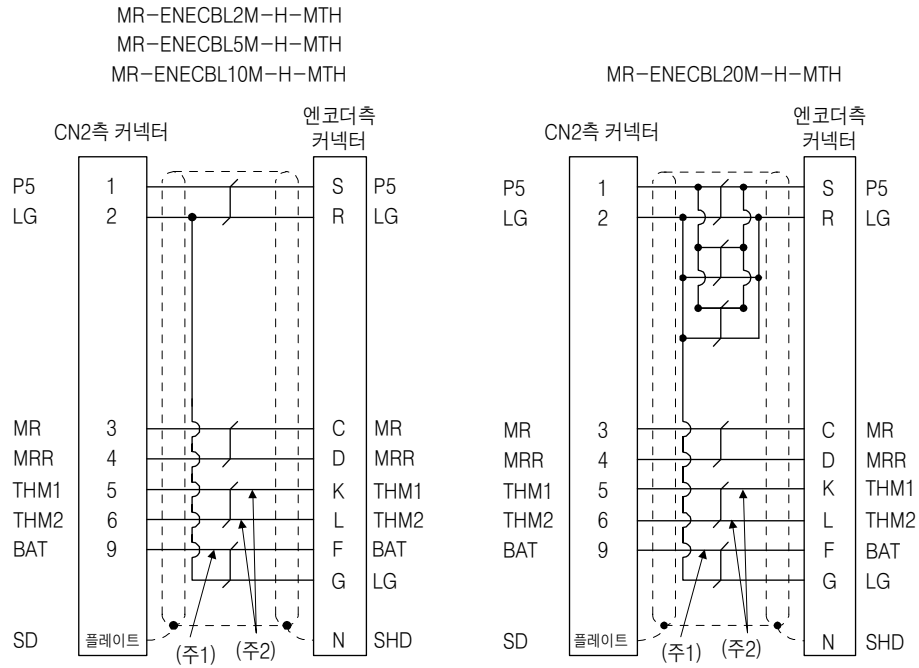 MR-ENECBL2M-H-MTH
MR-ENECBL5M-H-MTH
MR-ENECBL10M-H-MTH
CN2측 커넥터
엔코더측
커넥터
P5 1 S P5
LG 2 R LG
MR 3 C MR
MRR 4 D MRR
THM1 5 K THM1
THM2 6 L THM2
BAT 9 F BAT
G LG
SD 플레이트 N SHD
(주1) (주2)
MR-ENECBL20M-H-MTH
CN2측 커넥터
엔코더측
커넥터
P5 1 S P5
LG 2 R LG
MR 3 C MR
MRR 4 D MRR
THM1 5 K THM1
THM2 6 L THM2
BAT 9 F BAT
G LG
SD 플레이트 N SHD
(주1) (주2)